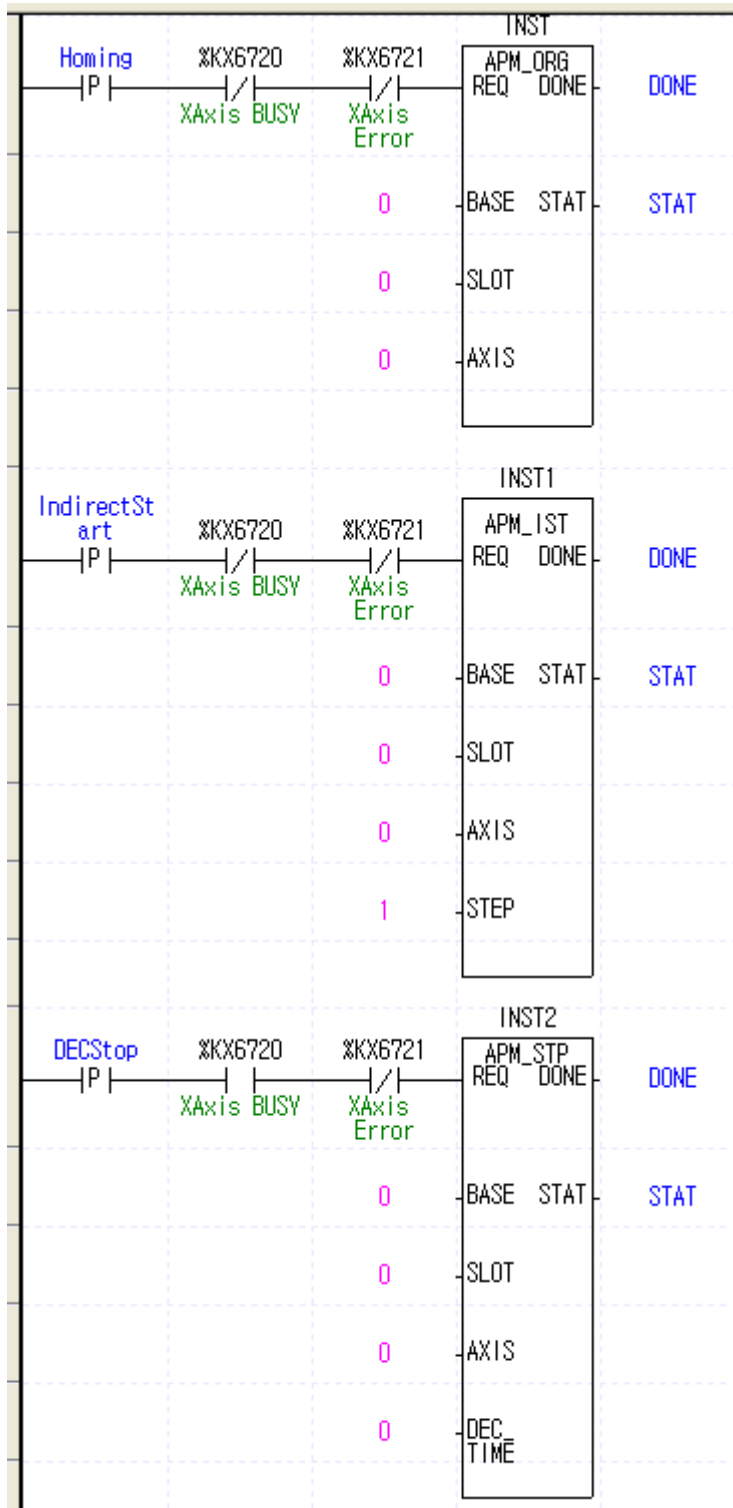 INST
Homing %KX6720 %KX6721 APM_ORG
P REQ DONE DONE
XAxis BUSY XAxis
Error
0 BASE STAT STAT
0 SLOT
0 AXIS
INST1
IndirectSt
art %KX6720 %KX6721 APM_IST
P REQ DONE DONE
XAxis BUSY XAxis
Error
0 BASE STAT STAT
0 SLOT
0 AXIS
1 STEP
INST2
DECStop %KX6720 %KX6721 APM_STP
P REQ DONE DONE
XAxis BUSY XAxis
Error
0 BASE STAT STAT
0 SLOT
0 AXIS
0 DEC_
TIME